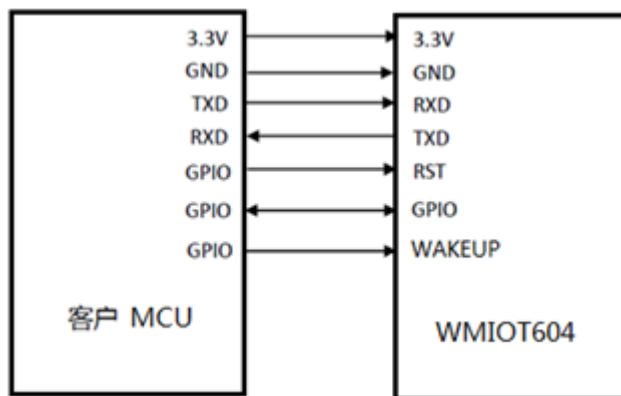 3.3V 3.3V
GND GND
TXD RXD
RXD TXD
GPIO RST
GPIO GPIO
GPIO WAKEUP
客户 MCU
WMIOT604